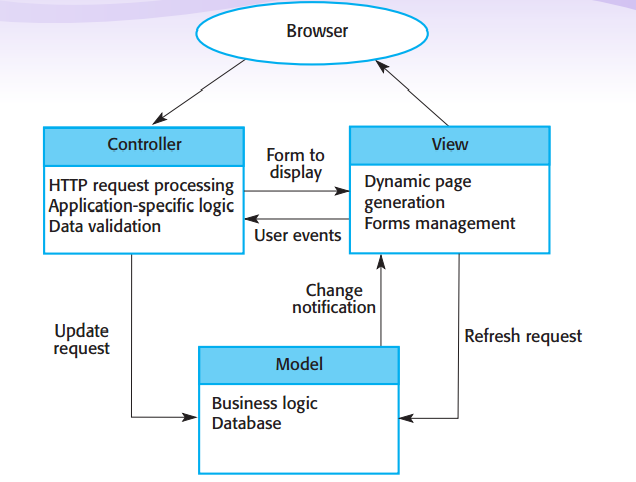 Browser
Controller
HTTP request processing
Application-specific logic
Data validation
Form to
display
User events
View
Dynamic page
generation
Forms management
Change
notification
Update
request
Refresh request
Model
Business logic
Database